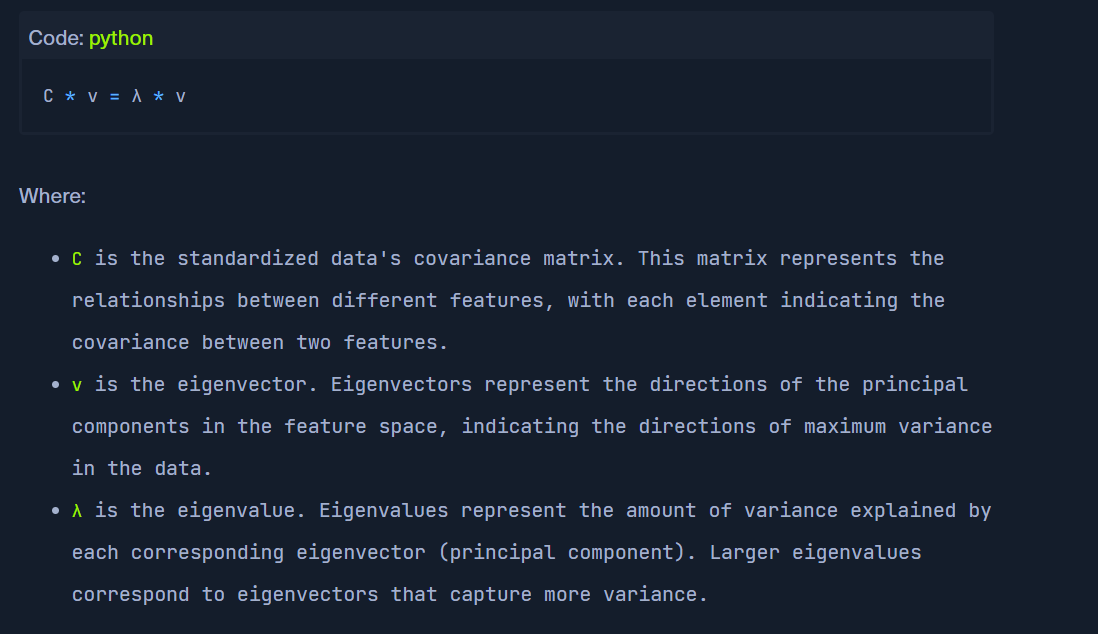 Code: python
C * v = λ * v
Where:
• C is the standardized data's covariance matrix. This matrix represents the
relationships between different features, with each element indicating the
covariance between two features.
• v is the eigenvector. Eigenvectors represent the directions of the principal
components in the feature space, indicating the directions of maximum variance
in the data.
• λ is the eigenvalue. Eigenvalues represent the amount of variance explained by
each corresponding eigenvector (principal component). Larger eigenvalues
correspond to eigenvectors that capture more variance.